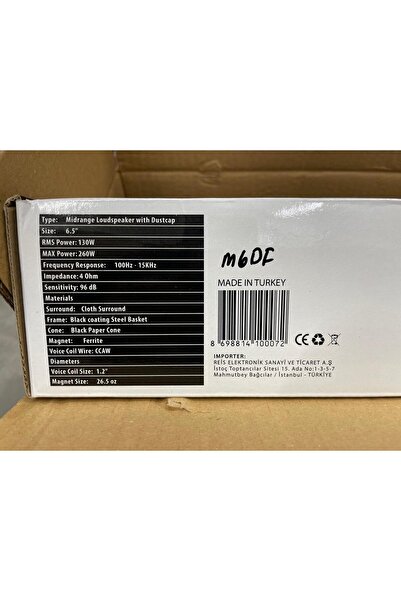 Type: Midrange Loudspeaker with Dustcap
Size: 6.5"
RMS Power: 130W
MAX Power: 260W
Frequency Response: 100Hz - 15KHz
Impedance: 4 Ohm
Sensitivity: 96 dB
Materials
Surround: Cloth Surround
Frame: Black coating Steel Basket
Cone: Black Paper Cone
Magnet: Ferrite
Voice Coil Wire: CCAW
Diameters
Voice Coil Size: 1.2"
Magnet Size: 26.5 oz
M6DF
MADE IN TURKEY
8 698814 100072
CE
IMPORTER:
REİS ELEKTRONİK SANAYİ VE TİCARET A.Ş
İstoç Toptancılar Sitesi 15. Ada No:1-3-5-7
Mahmutbey Bağcılar / İstanbul - TÜRKİYE